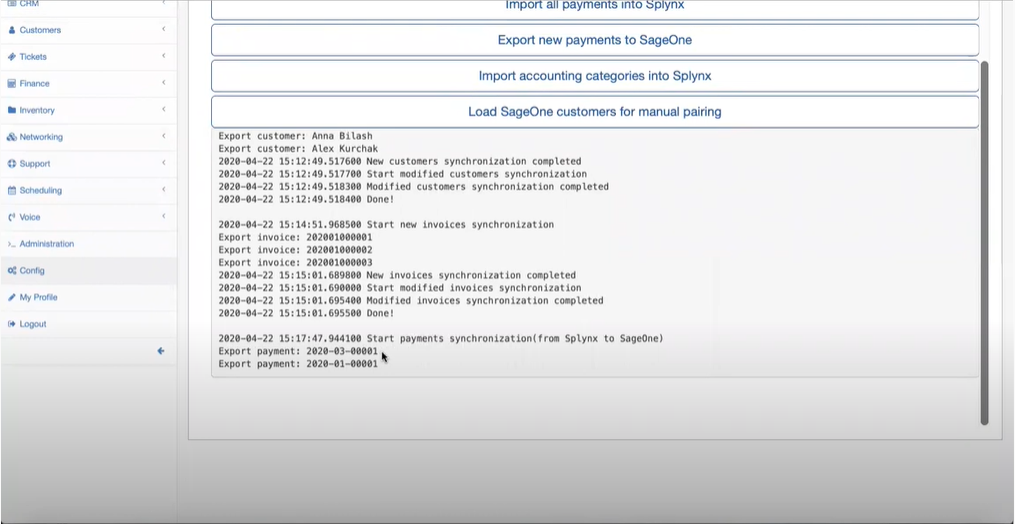 CRM
Customers
Tickets
Finance
Inventory
Networking
Support
Scheduling
Voice
Administration
Config
My Profile
Logout
Import all payments into Splynx
Export new payments to SageOne
Import accounting categories into Splynx
Load SageOne customers for manual pairing
Export customer: Anna Bilash
Export customer: Alex Kurchak
2020-04-22 15:12:49.517600 New customers synchronization completed
2020-04-22 15:12:49.517700 Start modified customers synchronization
2020-04-22 15:12:49.518300 Modified customers synchronization completed
2020-04-22 15:12:49.518400 Done!
2020-04-22 15:14:51.968500 Start new invoices synchronization
Export invoice: 202001000001
Export invoice: 202001000002
Export invoice: 202001000003
2020-04-22 15:15:01.689800 New invoices synchronization completed
2020-04-22 15:15:01.690000 Start modified invoices synchronization
2020-04-22 15:15:01.695400 Modified invoices synchronization completed
2020-04-22 15:15:01.695500 Done!
2020-04-22 15:17:47.944100 Start payments synchronization(from Splynx to SageOne)
Export payment: 2020-03-00001
Export payment: 2020-01-00001